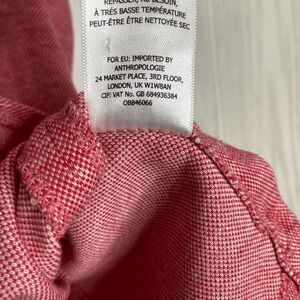 REPASSER, AU BESOIN,
À TRÈS BASSE TEMPÉRATURE
PEUT-ÊTRE ÊTRE NETTOYÉE SEC
FOR EU: IMPORTED BY
ANTHROPOLOGIE
24 MARKET PLACE, 3RD FLOOR,
LONDON, UK W1W8AN
CIF: VAT No. GB 684936384
OB846066